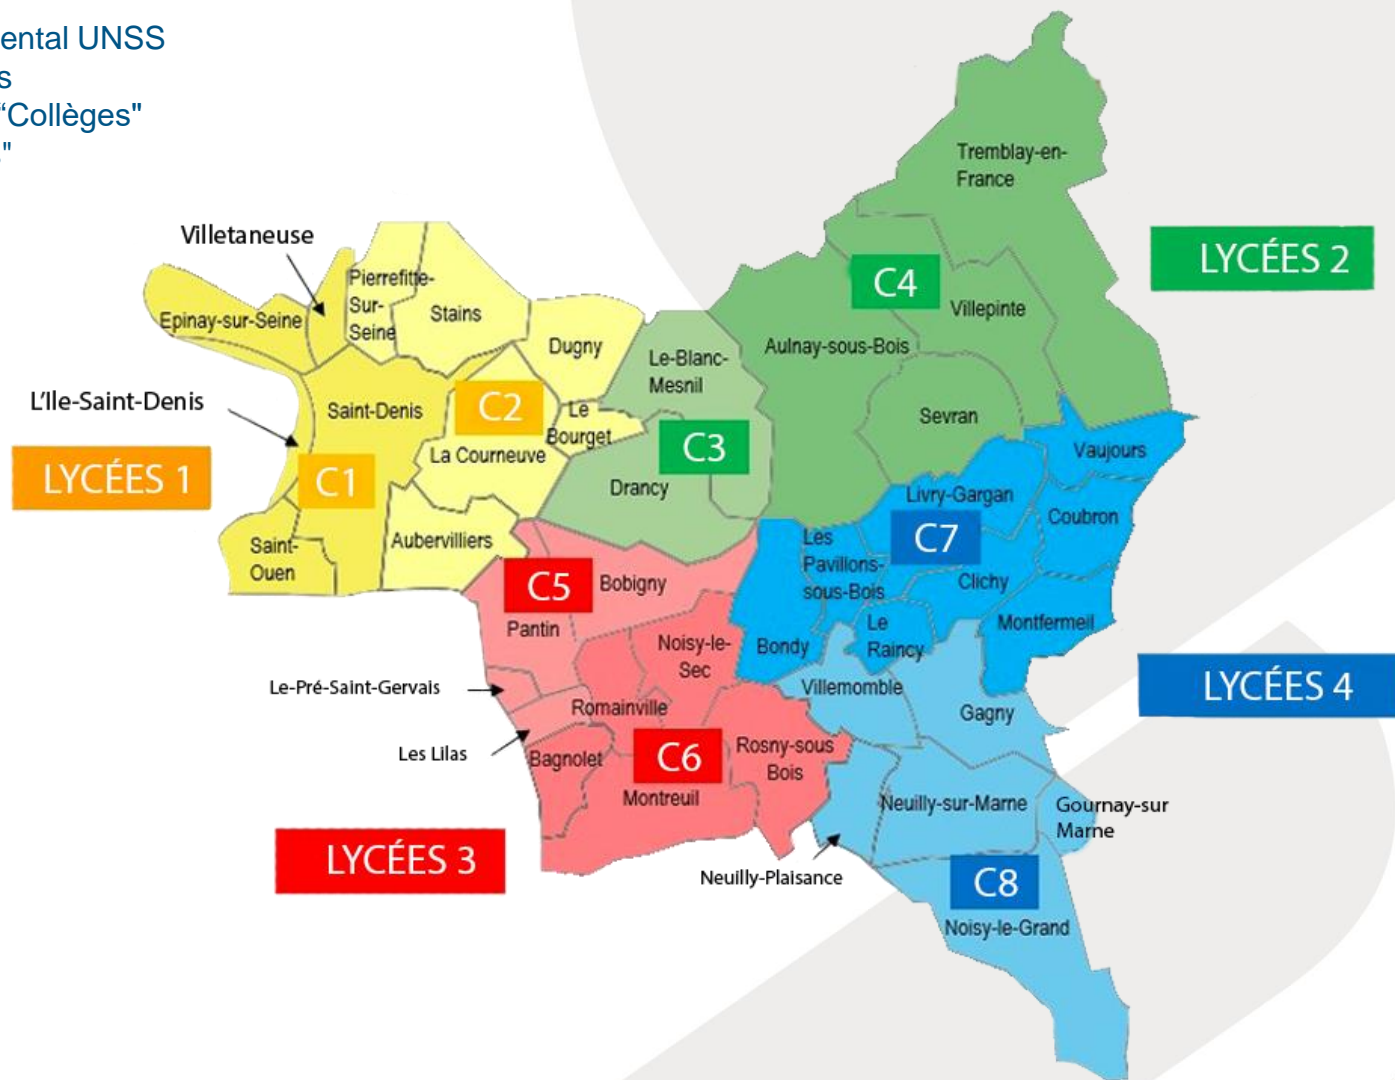 ental UNSS
s
"Collèges"
"
Tremblay-en-
France
Villetaneuse
LYCÉES 2
Pierrefitte-
Sur-
Seine
C4
Epinay-sur-Seine
Stains
Villepinte
Dugny
Aulnay-sous-Bois
Le-Blanc-
Mesnil
L'Ile-Saint-Denis
Saint-Denis
C2
Le
Bourget
Sevran
C3
Vaujours
La Courneuve
LYCÉES 1
C1
Drancy
Livry-Gargan
Coubron
Aubervilliers
C7
Les
Pavillons-
sous-Bois
Saint-
Ouen
C5
Bobigny
Clichy
Pantin
Le
Raincy
Montfermeil
Noisy-le-
Sec
Bondy
Le-Pré-Saint-Gervais
Villemomble
LYCÉES 4
Romainville
Gagny
Les Lilas
Bagnolet
C6
Rosny-sous
Bois
Montreuil
Neuilly-sur-Marne
Gournay-sur
Marne
LYCÉES 3
Neuilly-Plaisance
C8
Noisy-le-Grand